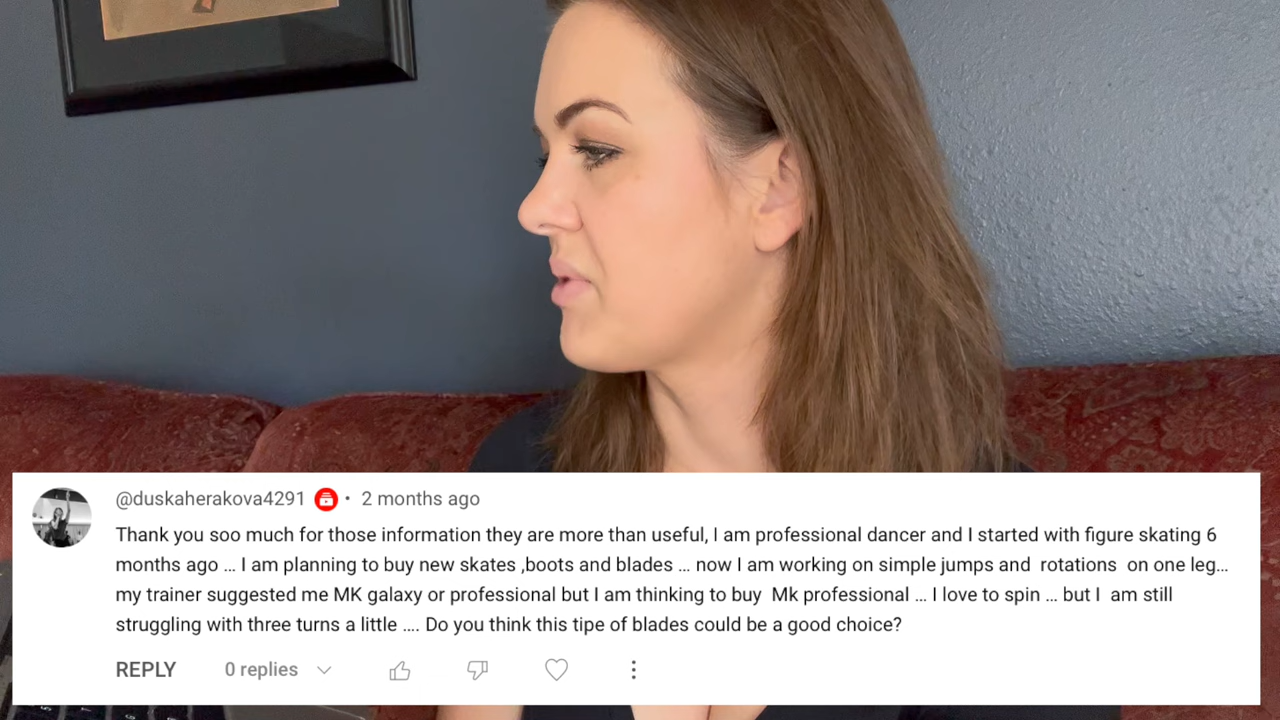 @duskaherakova4291 • 2 months ago
Thank you soo much for those information they are more than useful, I am professional dancer and I started with figure skating 6
months ago ... I am planning to buy new skates ,boots and blades ... now I am working on simple jumps and rotations on one leg...
my trainer suggested me MK galaxy or professional but I am thinking to buy Mk professional ... I love to spin ... but I am still
struggling with three turns a little .... Do you think this tipe of blades could be a good choice?
REPLY 0 replies